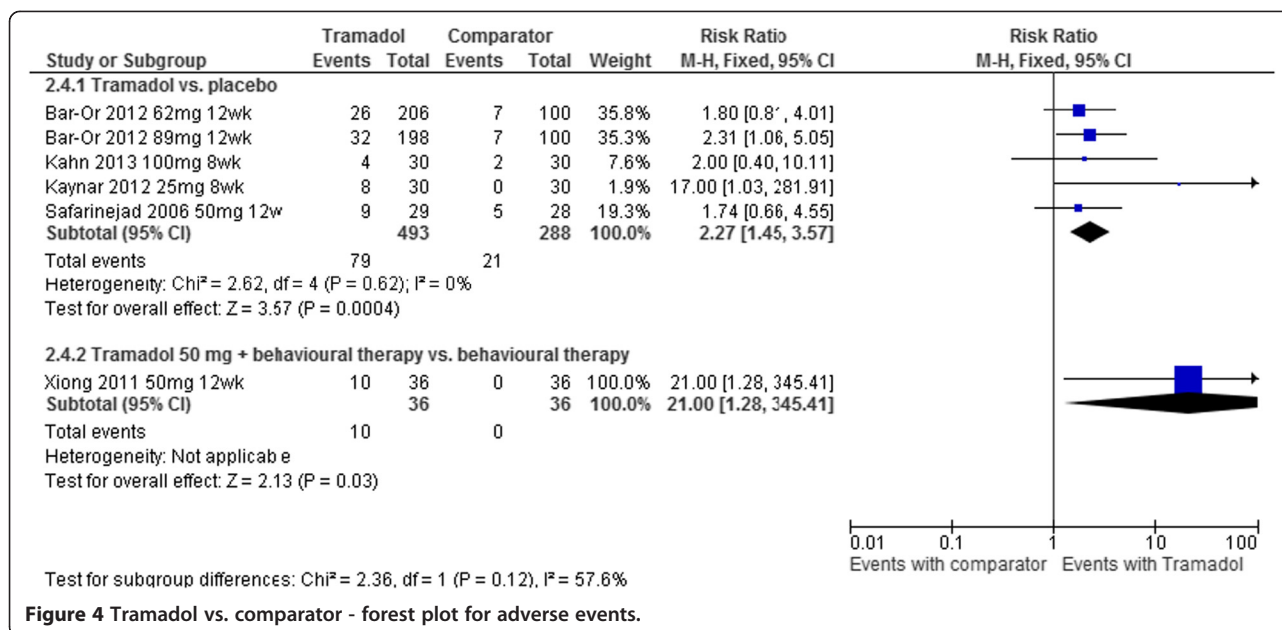 Tramadol Comparator Risk Ratio Risk Ratio
Study or Subgroup Events Total Events Total Weight M-H, Fixed, 95% CI M-H, Fixed, 95% CI
2.4.1 Tramadol vs. placebo
Bar-Or 2012 62mg 12wk 26 206 7 100 35.8% 1.80 [0.81, 4.01]
Bar-Or 2012 89mg 12wk 32 198 7 100 35.3% 2.31 [1.06, 5.05]
Kahn 2013 100mg 8wk 4 30 2 30 7.6% 2.00 [0.40, 10.11]
Kaynar 2012 25mg 8wk 8 30 0 30 1.9% 17.00 [1.03, 281.91]
Safarinejad 2006 50mg 12w 9 29 5 28 19.3% 1.74 [0.66, 4.55]
Subtotal (95% CI) 493 288 100.0% 2.27 [1.45, 3.57]
Total events 79 21
Heterogeneity: Chi² = 2.62, df = 4 (P = 0.62); I² = 0%
Test for overall effect: Z = 3.57 (P = 0.0004)
2.4.2 Tramadol 50 mg + behavioural therapy vs. behavioural therapy
Xiong 2011 50mg 12wk 10 36 0 36 100.0% 21.00 [1.28, 345.41]
Subtotal (95% CI) 36 36 100.0% 21.00 [1.28, 345.41]
Total events 10 0
Heterogeneity: Not applicable
Test for overall effect: Z = 2.13 (P = 0.03)
0.01 0.1 1 10 100
Events with comparator Events with Tramadol
Test for subgroup differences: Chi² = 2.36, df = 1 (P = 0.12), I² = 57.6%
Figure 4 Tramadol vs. comparator - forest plot for adverse events.